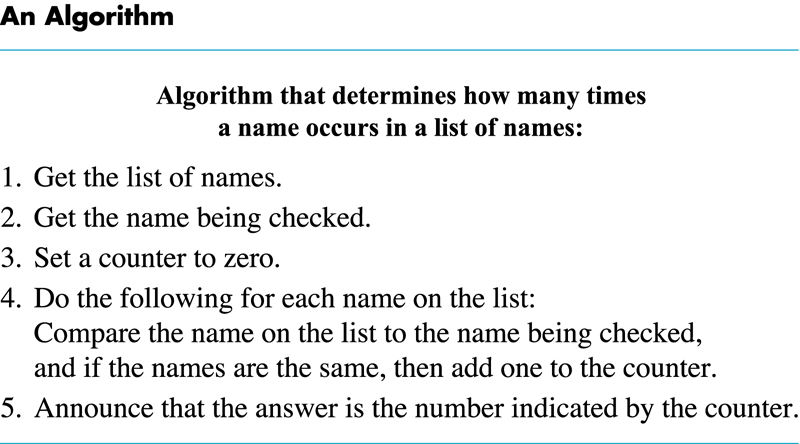 An Algorithm
Algorithm that determines how many times
a name occurs in a list of names:
1. Get the list of names.
2. Get the name being checked.
3. Set a counter to zero.
4. Do the following for each name on the list:
Compare the name on the list to the name being checked,
and if the names are the same, then add one to the counter.
5. Announce that the answer is the number indicated by the counter.